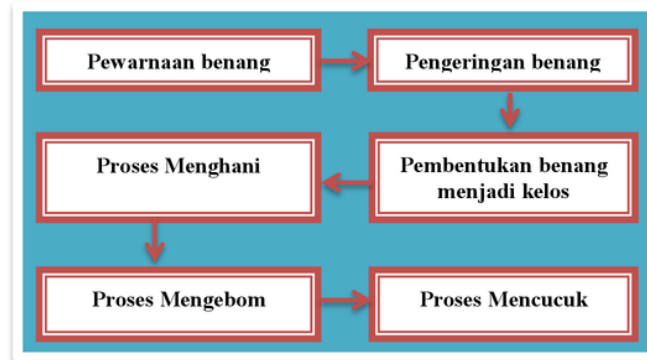 Pewarnaan benang
Pengeringan benang
Pembentukan benang
menjadi kelos
Proses Menghani
Proses Mengebom
Proses Mencucuk